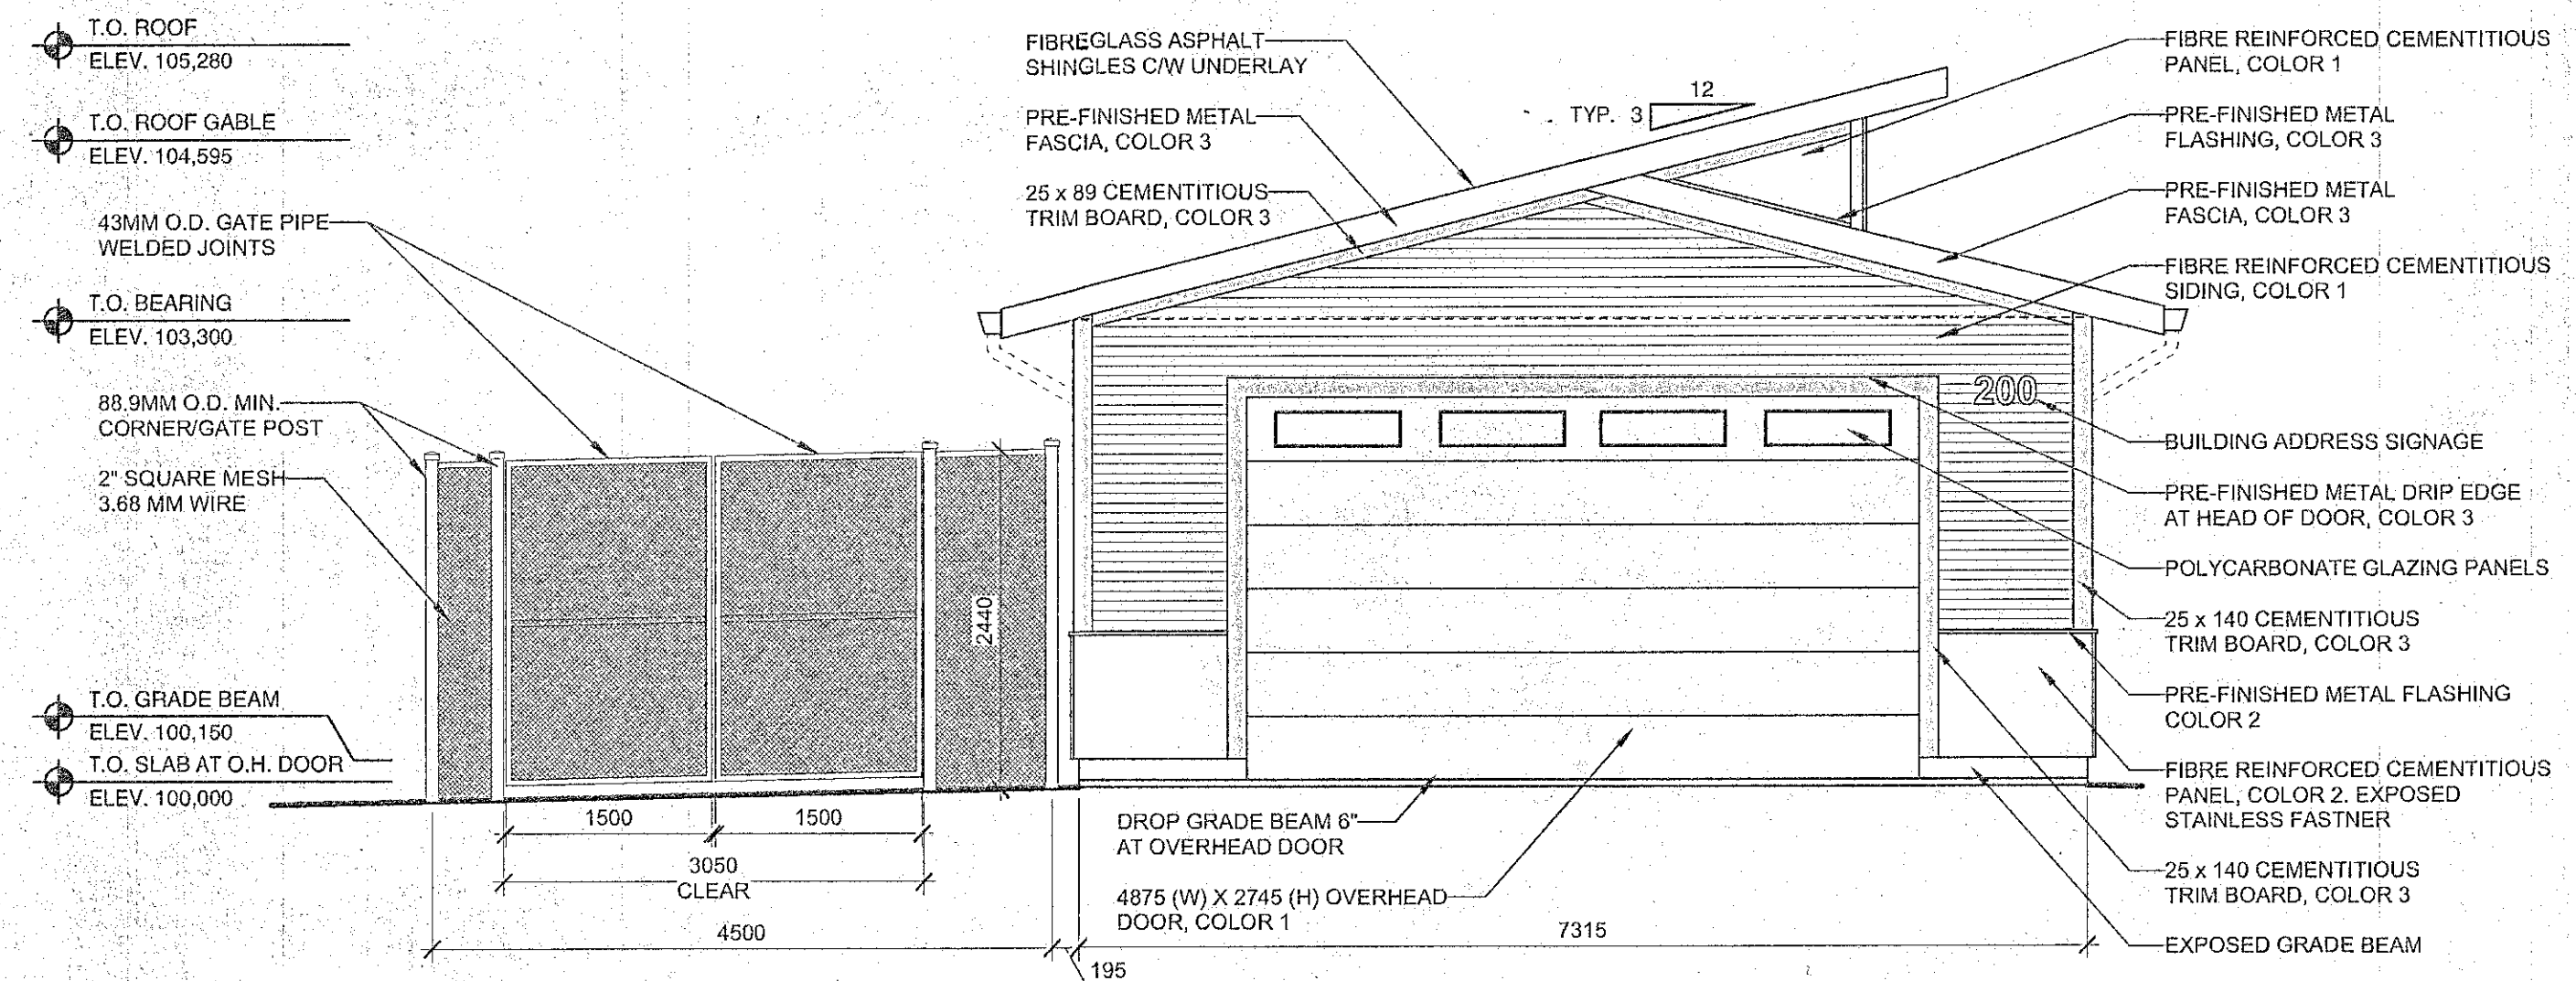 T.O. ROOF
ELEV. 105,280
T.O. ROOF GABLE
ELEV. 104,595
43MM O.D. GATE PIPE
WELDED JOINTS
T.O. BEARING
ELEV. 103,300
88.9MM O.D. MIN.
CORNER/GATE POST
2" SQUARE MESH
3.68 MM WIRE
T.O. GRADE BEAM
ELEV. 100,150
T.O. SLAB AT O.H. DOOR
ELEV. 100,000
FIBREGLASS ASPHALT
SHINGLES C/W UNDERLAY
PRE-FINISHED METAL
FASCIA, COLOR 3
25 x 89 CEMENTITIOUS
TRIM BOARD, COLOR 3
12
TYP. 3
200
2440
1500
1500
3050
CLEAR
4500
195
7315
DROP GRADE BEAM 6"
AT OVERHEAD DOOR
4875 (W) X 2745 (H) OVERHEAD
DOOR, COLOR 1
FIBRE REINFORCED CEMENTITIOUS
PANEL, COLOR 1
PRE-FINISHED METAL
FLASHING, COLOR 3
PRE-FINISHED METAL
FASCIA, COLOR 3
FIBRE REINFORCED CEMENTITIOUS
SIDING, COLOR 1
BUILDING ADDRESS SIGNAGE
PRE-FINISHED METAL DRIP EDGE
AT HEAD OF DOOR, COLOR 3
POLYCARBONATE GLAZING PANELS
25 x 140 CEMENTITIOUS
TRIM BOARD, COLOR 3
PRE-FINISHED METAL FLASHING
COLOR 2
FIBRE REINFORCED CEMENTITIOUS
PANEL, COLOR 2. EXPOSED
STAINLESS FASTNER
25 x 140 CEMENTITIOUS
TRIM BOARD, COLOR 3
EXPOSED GRADE BEAM